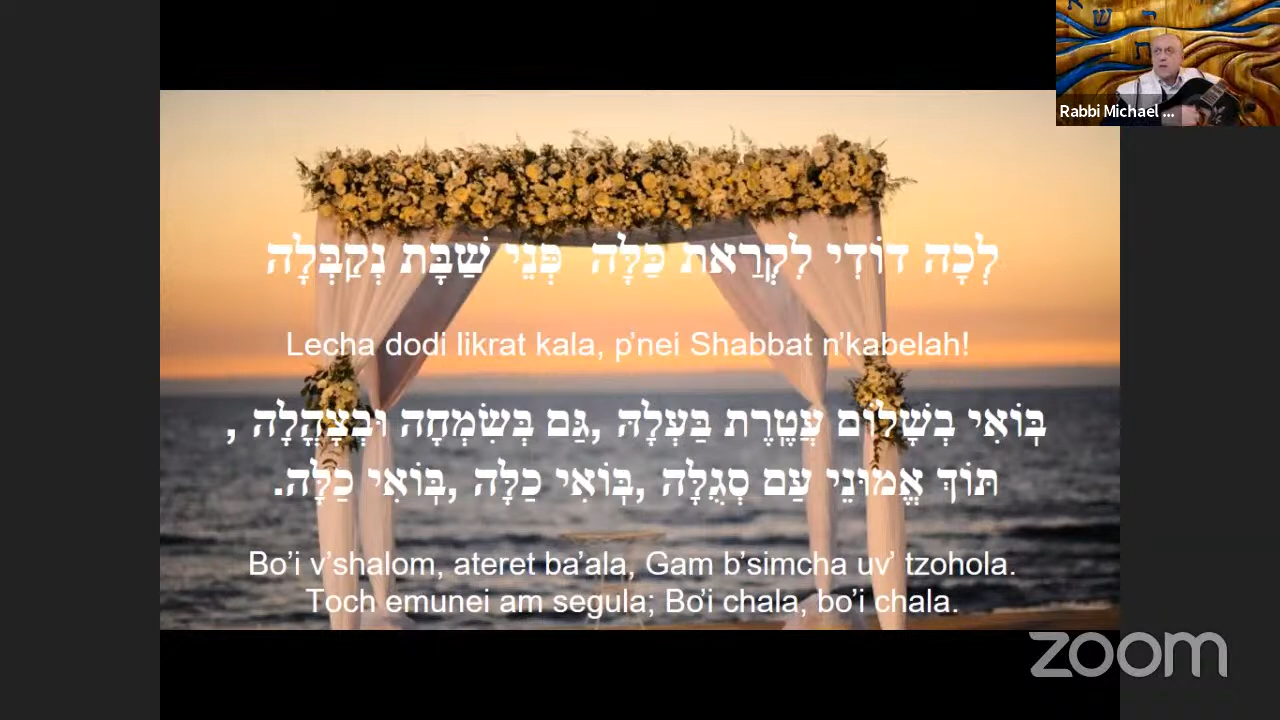 ש ר
ת
Rabbi Michael ...
לְכָה דוֹדִי לִקְרַאת כַּלָּה פְּנֵי שַׁבָּת נְקַבְּלָה
Lecha dodi likrat kala, p'nei Shabbat n'kabelah!
בּוֹאִי בְשָׁלוֹם עֲטֶרֶת בַּעְלָהּ, גַּם בְּשִׂמְחָה וּבְצָהֳלָה,
תּוֹךְ אֱמוּנֵי עַם סְגֻלָּה, בּוֹאִי כַלָּה, בּוֹאִי כַלָּה.
Bo'i v'shalom, ateret ba'ala, Gam b'simcha uv' tzohola.
Toch emunei am segula; Bo'i chala, bo'i chala.
zoom